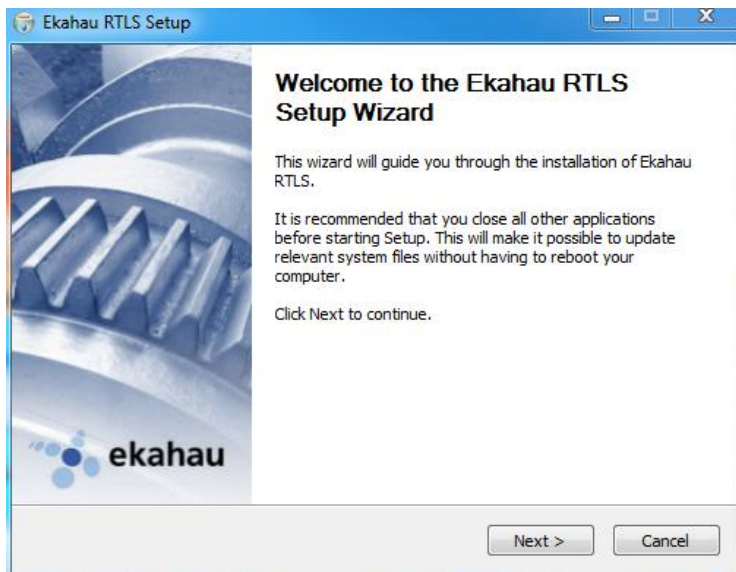 Ekahau RTLS Setup
Welcome to the Ekahau RTLS
Setup Wizard
This wizard will guide you through the installation of Ekahau
RTLS.
It is recommended that you close all other applications
before starting Setup. This will make it possible to update
relevant system files without having to reboot your
computer.
Click Next to continue.
ekahau
Next >
Cancel